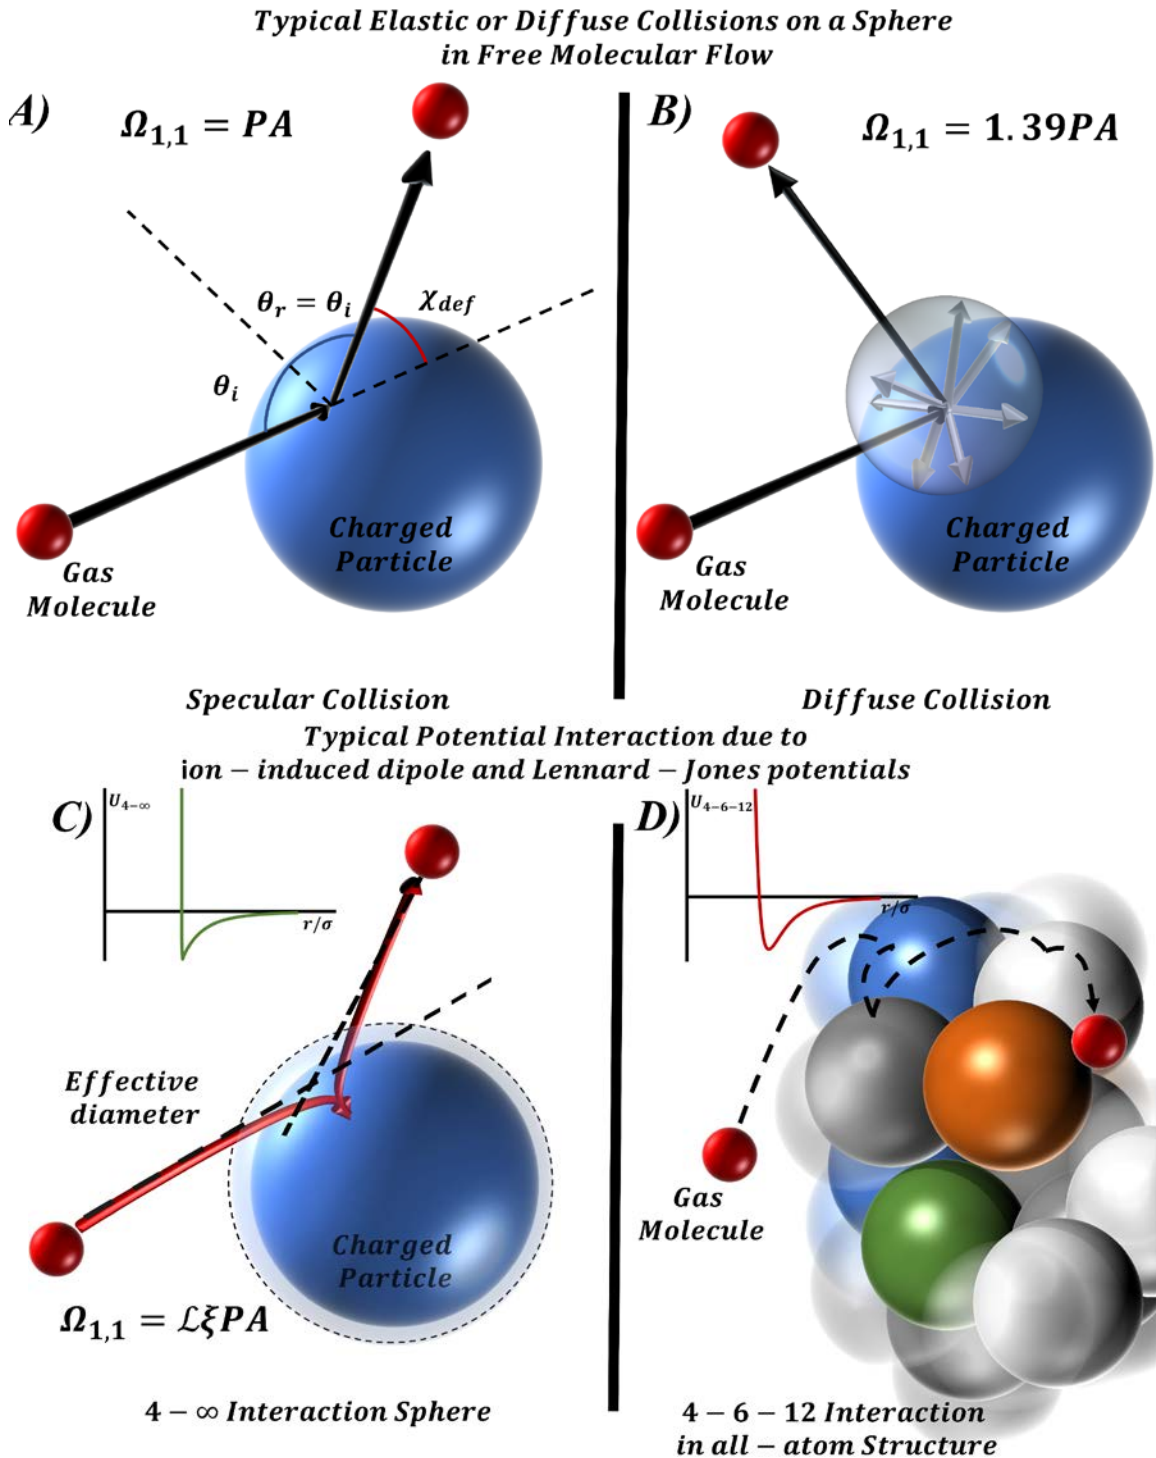 Typical Elastic or Diffuse Collisions on a Sphere
in Free Molecular Flow
A)
Ω1,1 = PA
θr = θi
χdef
θi
Charged
Particle
Gas
Molecule
Specular Collision
B)
Ω1,1 = 1.39PA
Charged
Particle
Gas
Molecule
Diffuse Collision
Typical Potential Interaction due to
ion − induced dipole and Lennard − Jones potentials
C)
U4−∞
r/σ
Effective
diameter
Charged
Particle
Ω1,1 = ℒξPA
4 − ∞ Interaction Sphere
D)
U4−6−12
r/σ
Gas
Molecule
4 − 6 − 12 Interaction
in all − atom Structure